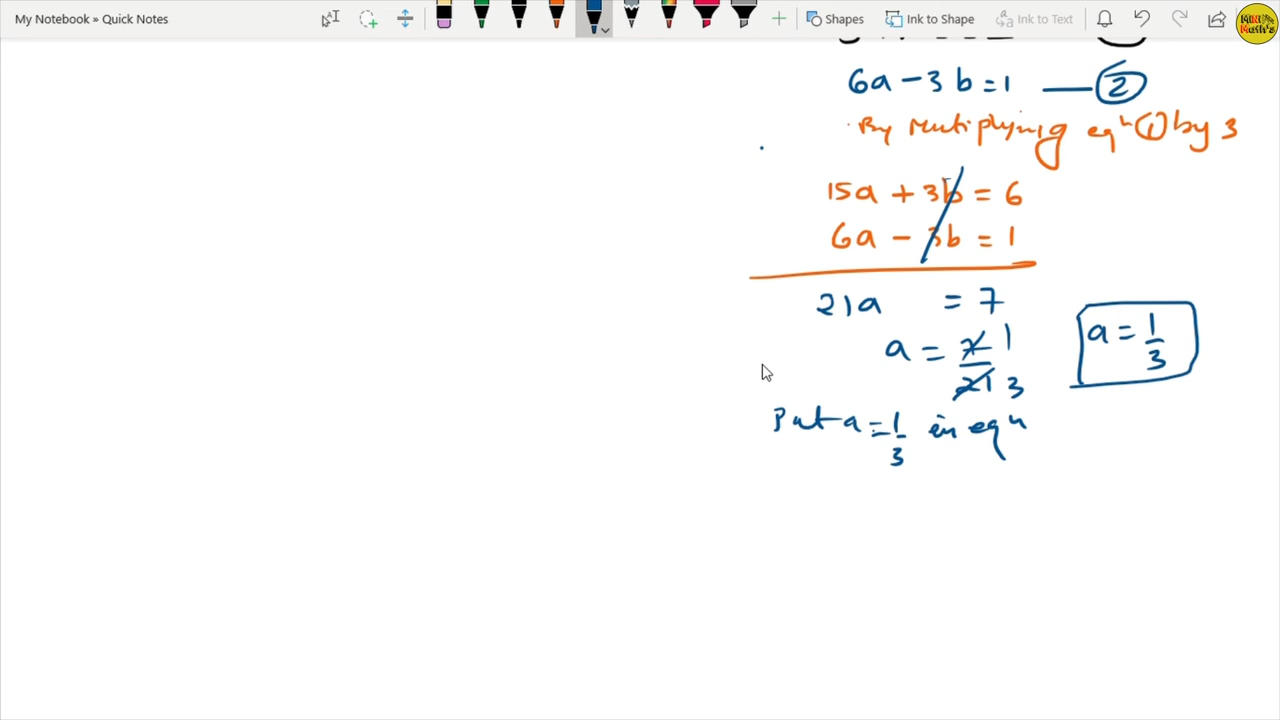 My Notebook » Quick Notes
Shapes
Ink to Shape
Ink to Text
MINI Math's
6a - 3b = 1 — ②
By Multiplying eqⁿ ① by 3
15a + 3b = 6
6a - 3b = 1
21a = 7
a = 7/21 1/3
a = 1/3
Put a = 1/3 in eqⁿ